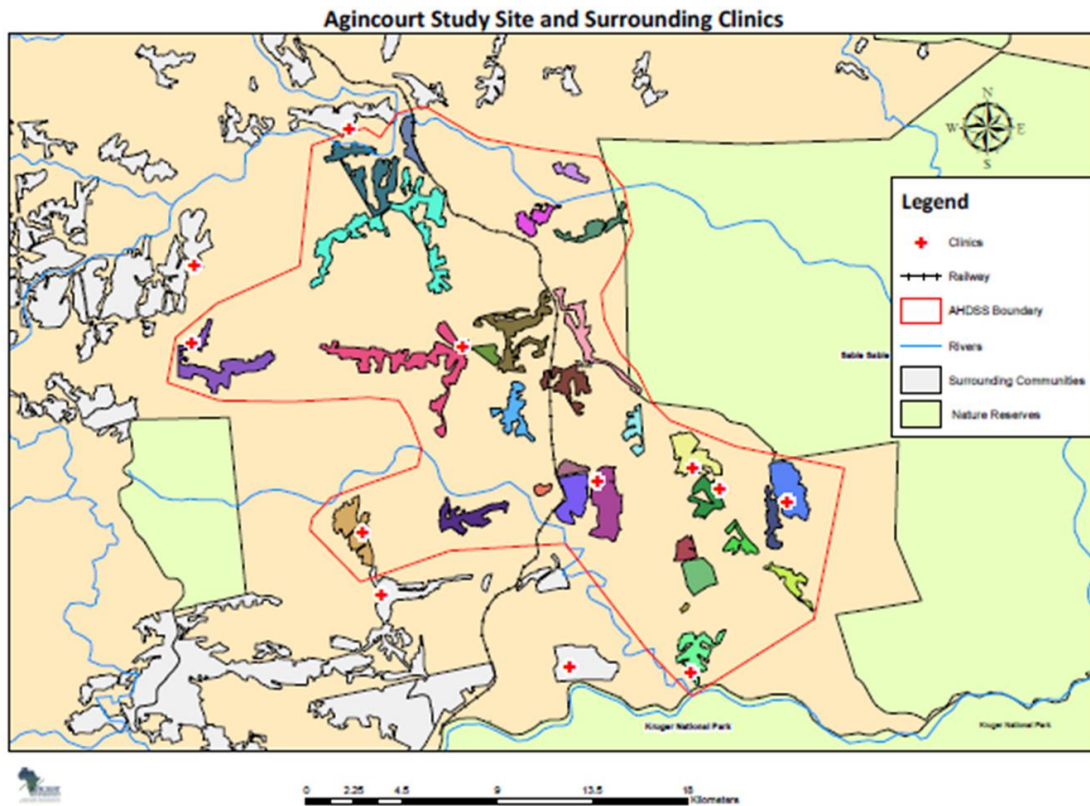 Agincourt Study Site and Surrounding Clinics
N
W E
S
Legend
Clinics
Railway
AHDSS Boundary
Rivers
Surrounding Communities
Nature Reserves
Sabie Sabie
Kruger National Park
Kruger National Park
0 2.25 4.5 9 13.5 18
Kilometers